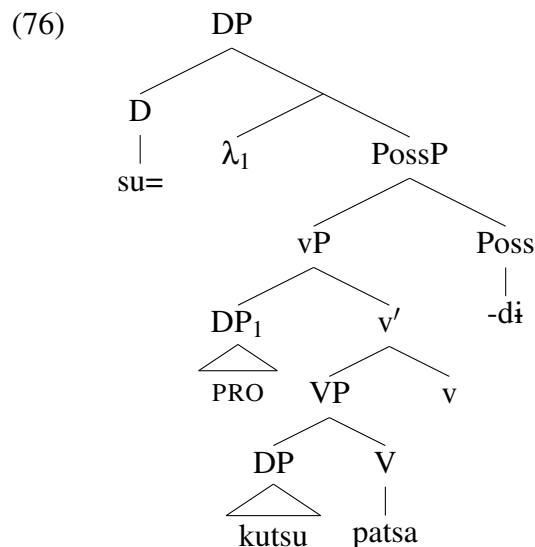 (76)
DP
D
su=
λ₁
PossP
vP
Poss
-dɨ
DP₁
v′
PRO
VP
v
DP
V
kutsu
patsa